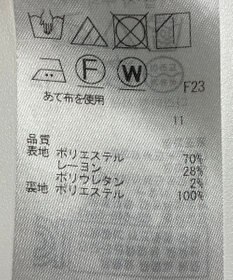 F W F23
あて布を使用
11
品質
表地 ポリエステル 70%
レーヨン 28%
ポリウレタン 2%
裏地 ポリエステル 100%